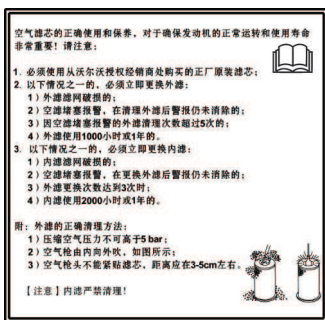 空气滤芯的正确使用和保养，对于确保发动机的正常运转和使用寿命
非常重要！请注意：
1. 必须使用从沃尔沃授权经销商处购买的正厂原装滤芯；
2. 以下情况之一的，必须立即更换外滤：
1）外滤滤网破损的；
2）空滤堵塞报警，在清理外滤后警报仍未消除的；
3）因空滤堵塞报警的外滤清理次数超过5次的；
4）外滤使用1000小时或1年的。
3. 以下情况之一的，必须立即更换内滤：
1）内滤滤网破损的；
2）空滤堵塞报警，在更换外滤后警报仍未消除的；
3）外滤更换次数达到3次时；
4）内滤使用2000小时或1年的。
附：外滤的正确清理方法：
1）压缩空气压力不可高于5 bar；
2）空气枪由内向外吹，如图所示；
3）空气枪头不能紧贴滤芯，距离应在3-5cm左右。
【注意】内滤严禁清理！